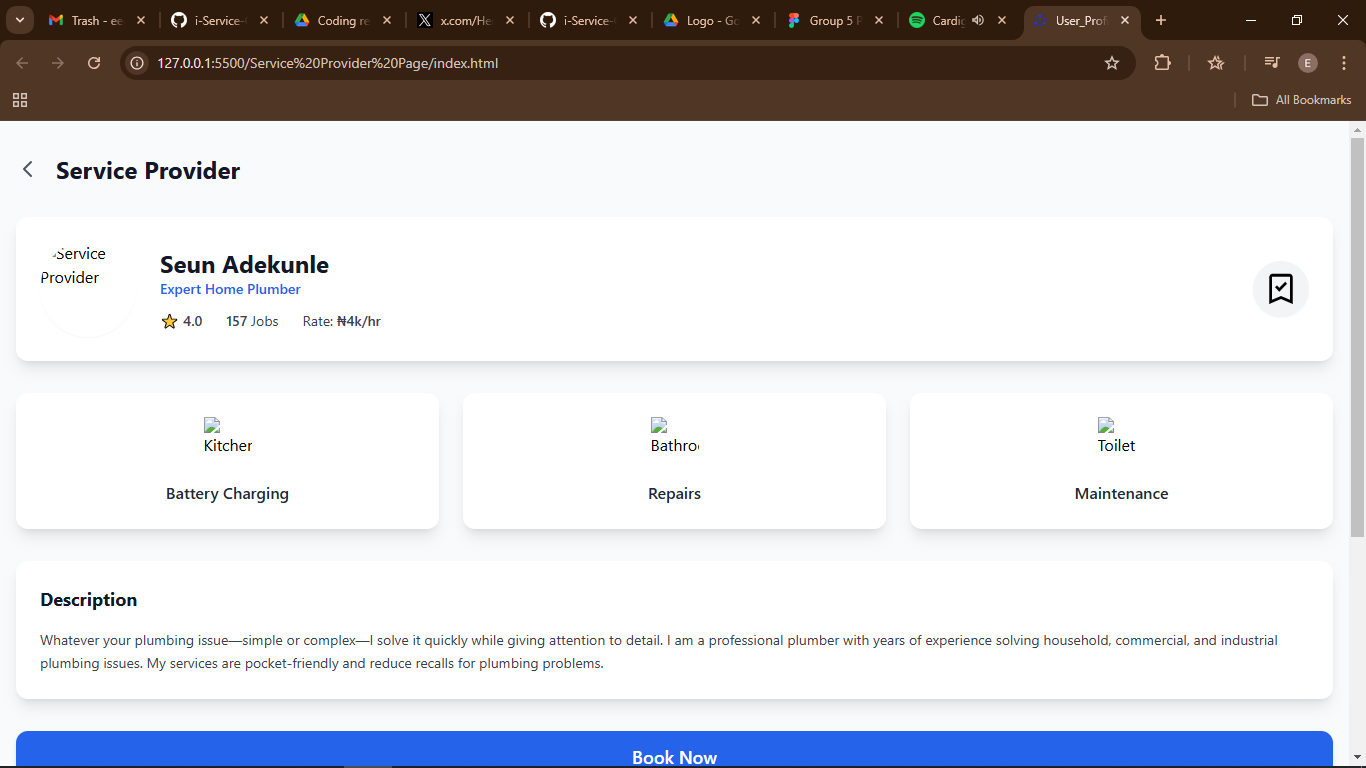 Trash - ee
i-Service-
Coding re
x.com/He
i-Service-
Logo - Go
Group 5 P
Cardi
User_Prof
127.0.0.1:5500/Service%20Provider%20Page/index.html
E
All Bookmarks
Service Provider
Service
Provider
Seun Adekunle
Expert Home Plumber
4.0 157 Jobs Rate: ₦4k/hr
Kitchen
Bathroo
Toilet
Battery Charging
Repairs
Maintenance
Description
Whatever your plumbing issue—simple or complex—I solve it quickly while giving attention to detail. I am a professional plumber with years of experience solving household, commercial, and industrial
plumbing issues. My services are pocket-friendly and reduce recalls for plumbing problems.
Book Now